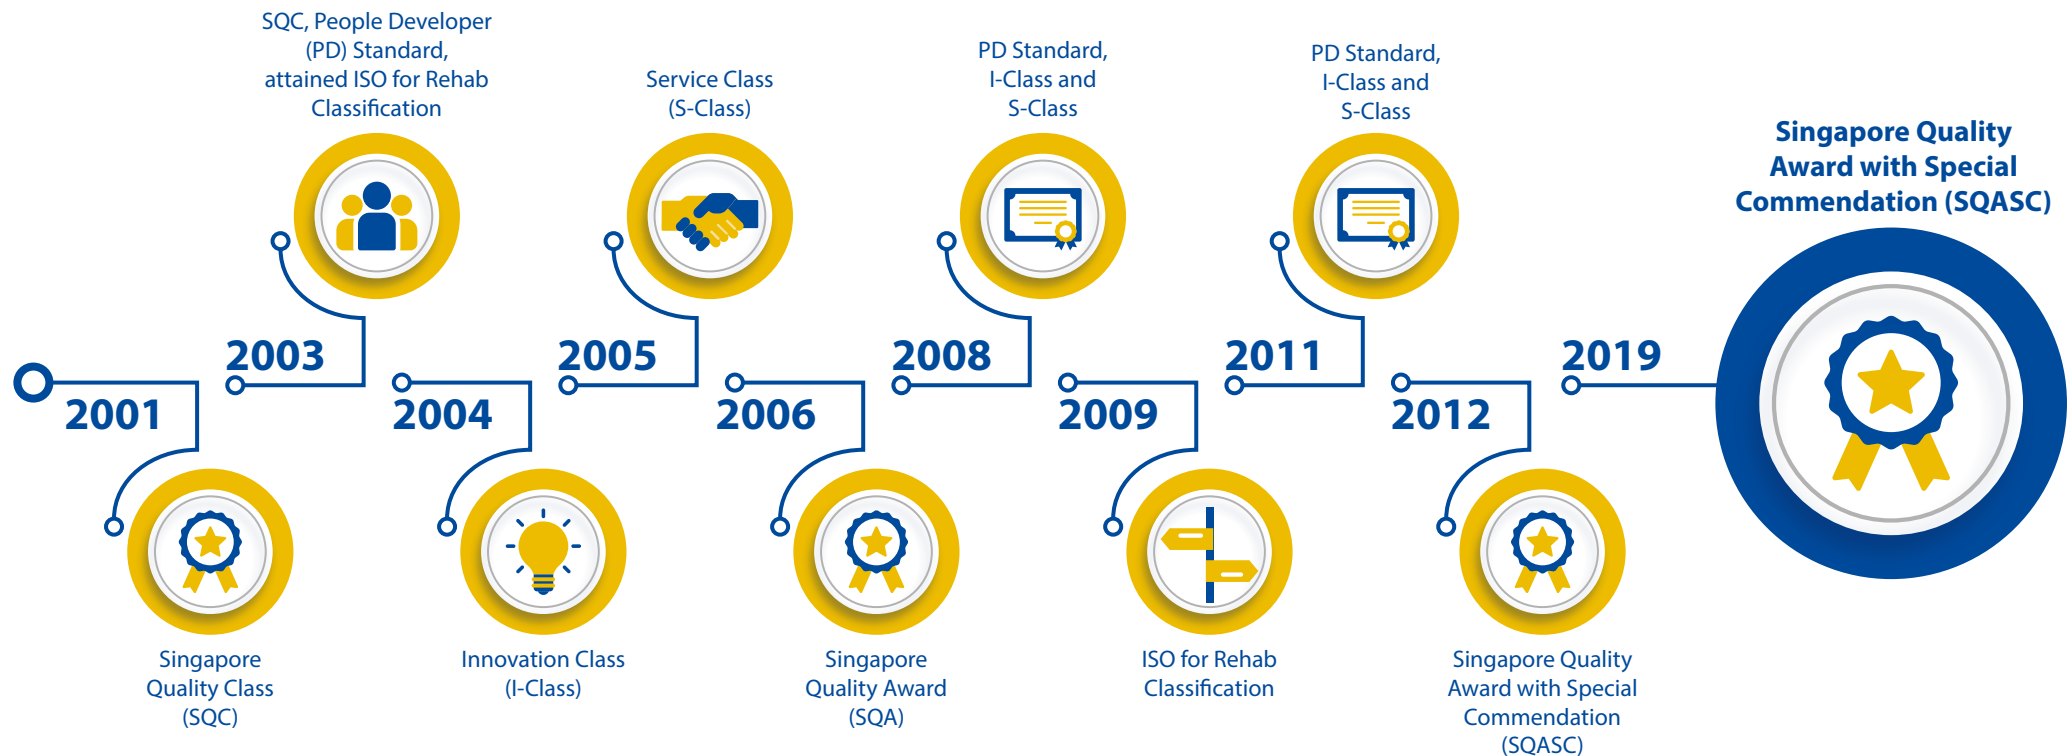 2001
Singapore
Quality Class
(SQC)
2003
SQC, People Developer
(PD) Standard,
attained ISO for Rehab
Classification
2004
Innovation Class
(I-Class)
2005
Service Class
(S-Class)
2006
Singapore
Quality Award
(SQA)
2008
PD Standard,
I-Class and
S-Class
2009
ISO for Rehab
Classification
2011
PD Standard,
I-Class and
S-Class
2012
Singapore Quality
Award with Special
Commendation
(SQASC)
2019
Singapore Quality
Award with Special
Commendation (SQASC)